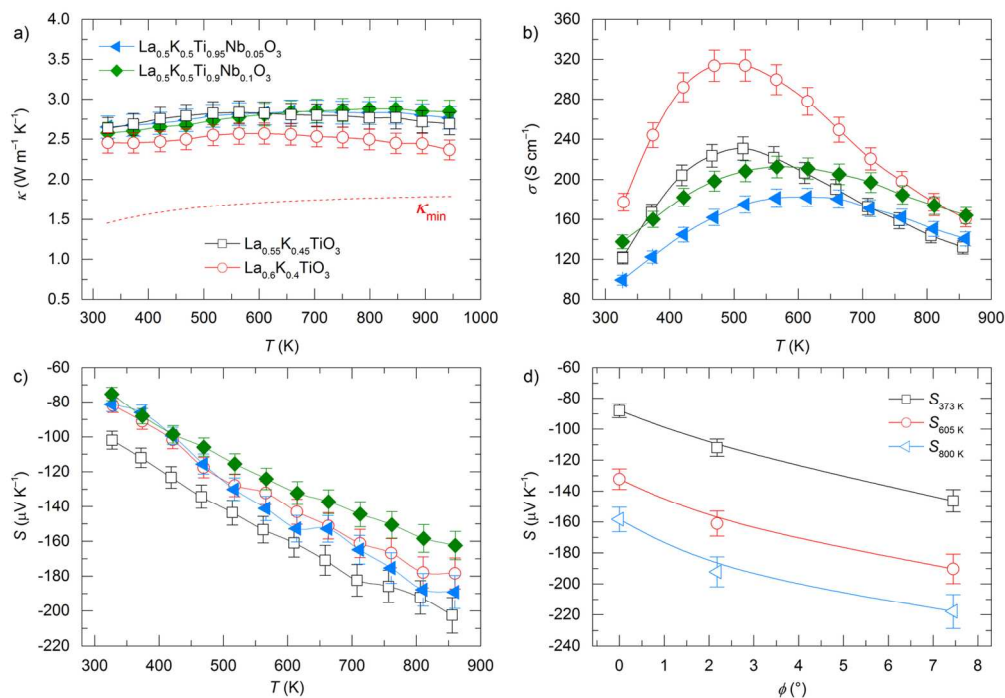 a)
4.0
3.5
3.0
2.5
2.0
1.5
1.0
0.5
κ (W m⁻¹ K⁻¹)
La₀.₅K₀.₅Ti₀.₉₅Nb₀.₀₅O₃
La₀.₅K₀.₅Ti₀.₉Nb₀.₁O₃
κmin
La₀.₅₅K₀.₄₅TiO₃
La₀.₆K₀.₄TiO₃
300 400 500 600 700 800 900 1000
T (K)
b)
360
320
280
240
200
160
120
80
σ (S cm⁻¹)
300 400 500 600 700 800 900
T (K)
c)
-60
-80
-100
-120
-140
-160
-180
-200
-220
S (μV K⁻¹)
300 400 500 600 700 800 900
T (K)
d)
-60
-80
-100
-120
-140
-160
-180
-200
-220
-240
S (μV K⁻¹)
S₃₇₃ K
S₆₀₅ K
S₈₀₀ K
0 1 2 3 4 5 6 7 8
ϕ (°)